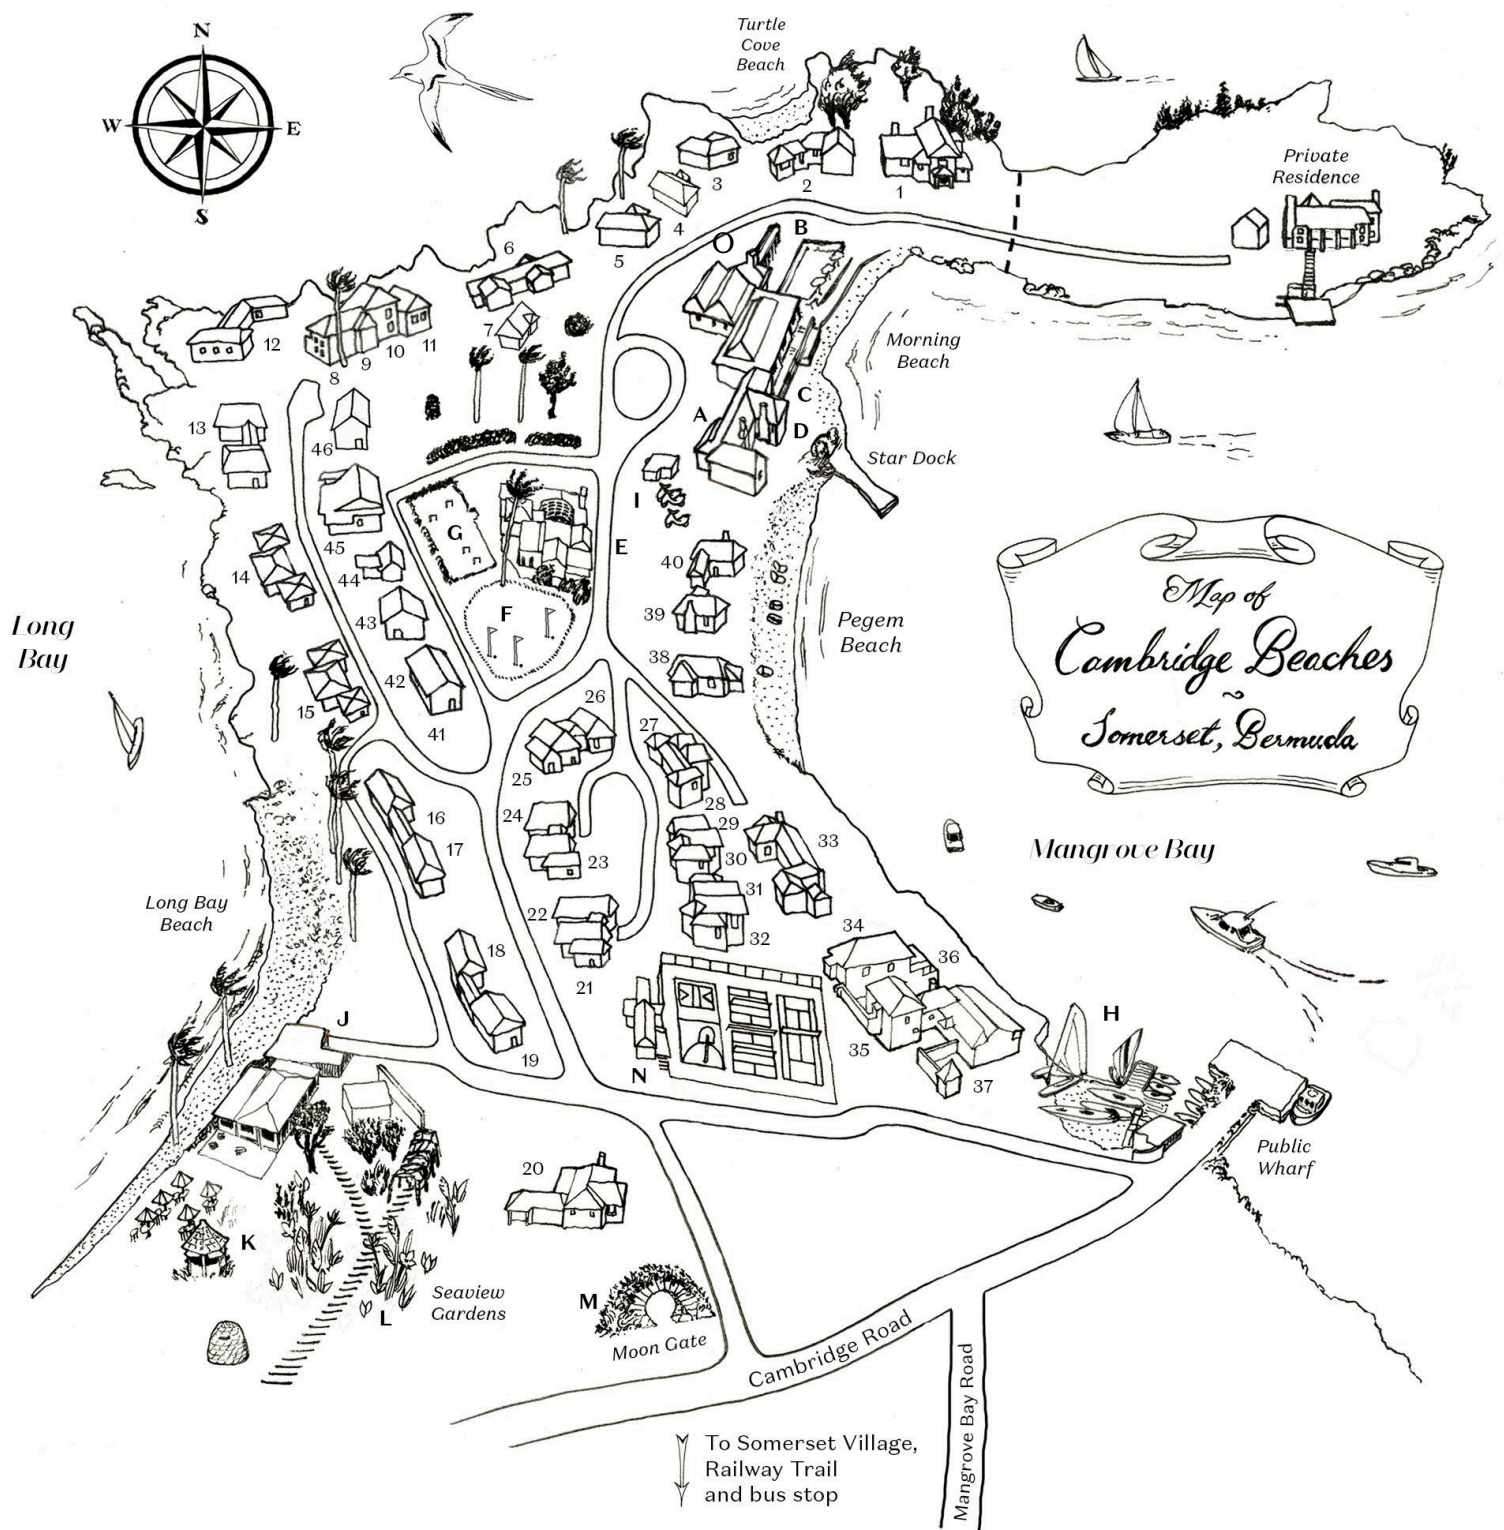 N
W
E
S
Turtle
Cove
Beach
Private
Residence
3
2
1
4
5
6
7
O
B
12
11
10
9
8
Morning
Beach
13
46
A
C
D
Star Dock
I
G
E
45
44
14
40
F
43
39
Pegem
Beach
Long
Bay
38
42
15
41
26
27
25
28
Map of
Cambridge Beaches
~
Somerset, Bermuda
24
16
29
33
17
23
30
Mangrove Bay
31
Long Bay
Beach
22
32
34
18
36
21
J
19
N
35
37
H
20
Public
Wharf
K
L
Seaview
Gardens
M
Moon Gate
Cambridge Road
Mangrove Bay Road
To Somerset Village,
Railway Trail
and bus stop